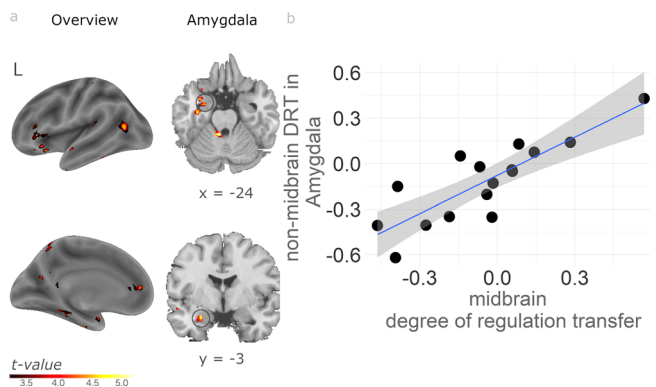 a
Overview
Amygdala
L
x = -24
y = -3
t-value
3.5 4.0 4.5 5.0
b
non-midbrain DRT in
Amygdala
0.6
0.3
0.0
-0.3
-0.6
-0.3 0.0 0.3
midbrain
degree of regulation transfer